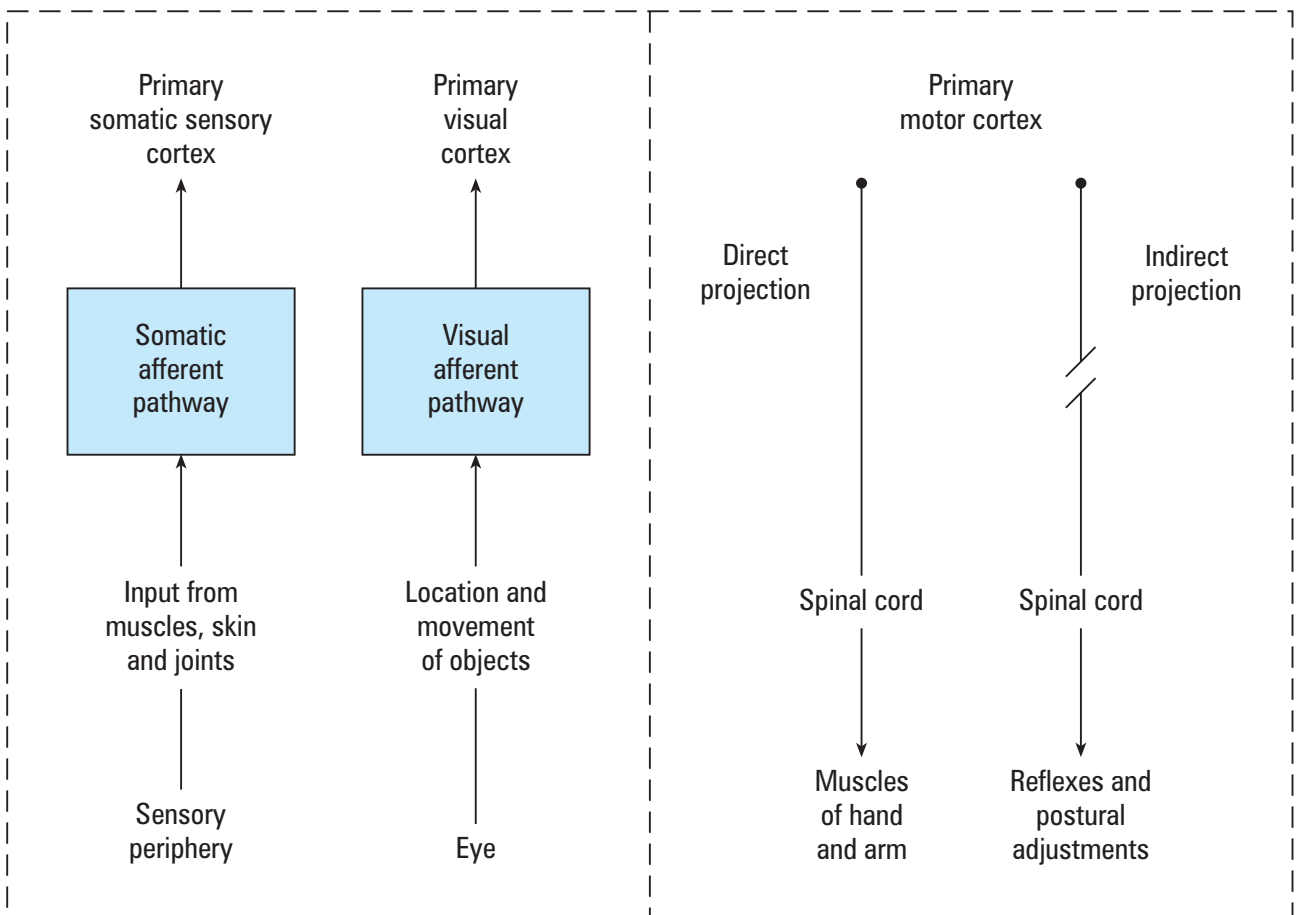 Primary
somatic sensory
cortex
Primary
visual
cortex
Somatic
afferent
pathway
Visual
afferent
pathway
Input from
muscles, skin
and joints
Location and
movement
of objects
Sensory
periphery
Eye
Primary
motor cortex
Direct
projection
Indirect
projection
Spinal cord
Spinal cord
Muscles
of hand
and arm
Reflexes and
postural
adjustments